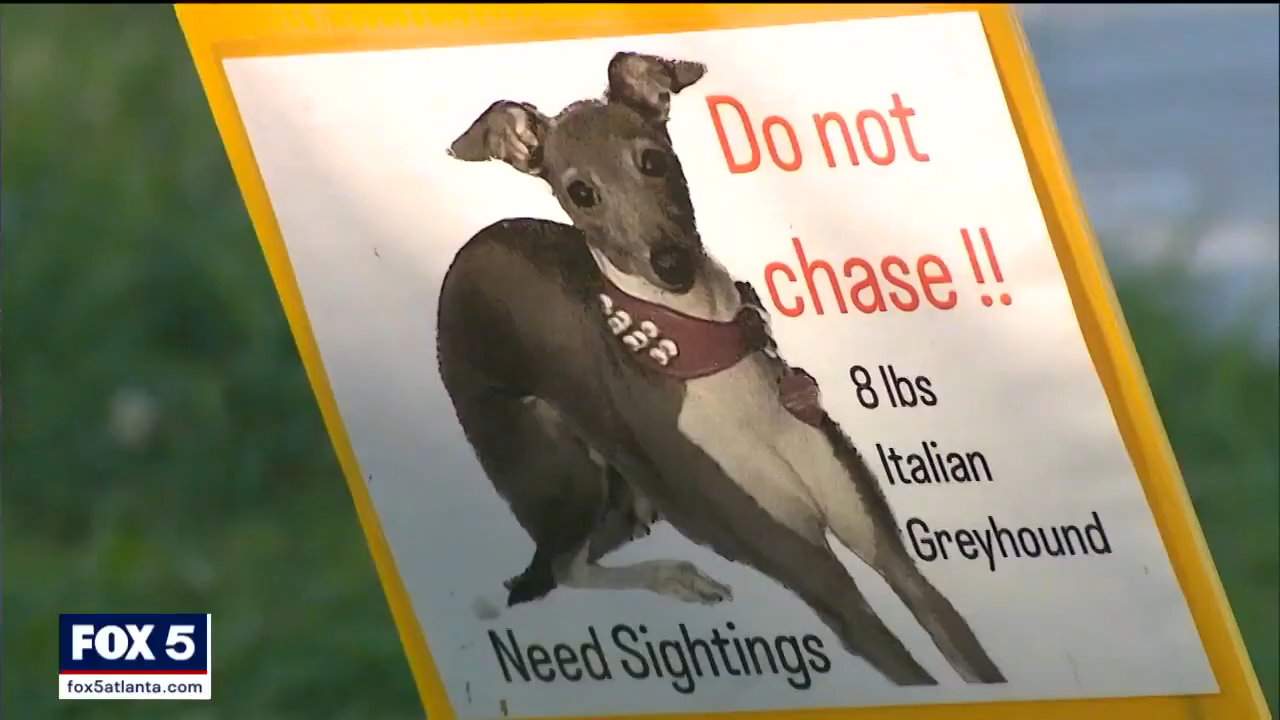 Do not
chase !!
8 lbs
Italian
Greyhound
Need Sightings
FOX 5
fox5atlanta.com